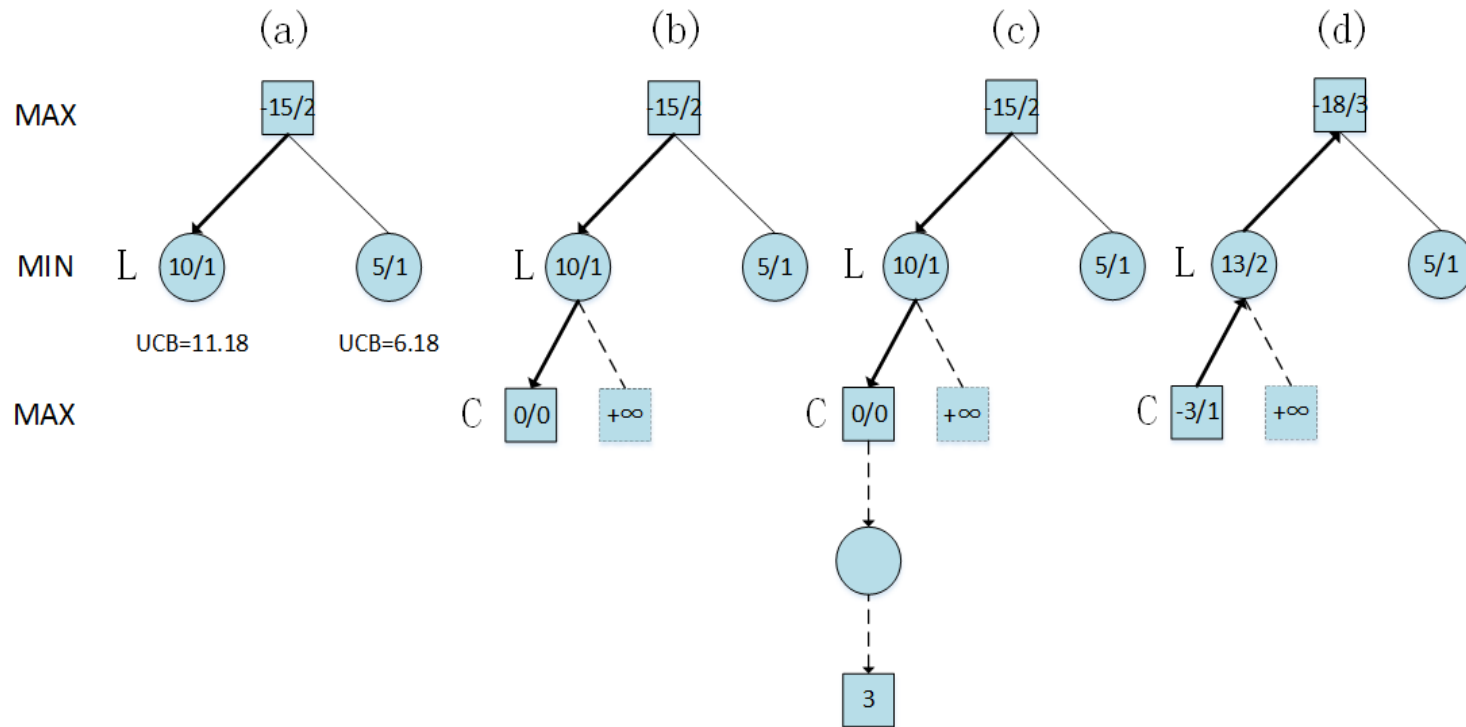 (a) (b) (c) (d)
MAX -15/2 -15/2 -15/2 -18/3
MIN L 10/1 5/1 L 10/1 5/1 L 10/1 5/1 L 13/2 5/1
UCB=11.18 UCB=6.18
MAX C 0/0 +∞ C 0/0 +∞ C -3/1 +∞
3